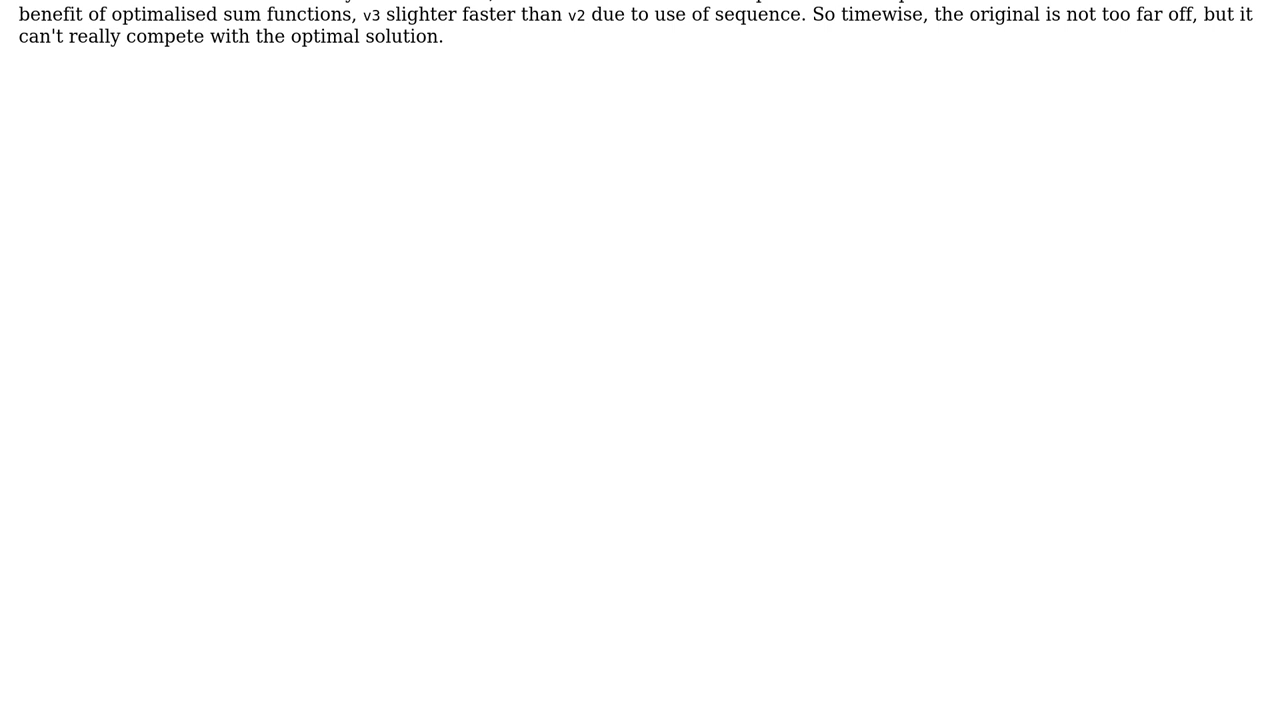 benefit of optimalised sum functions, v3 slighter faster than v2 due to use of sequence. So timewise, the original is not too far off, but it
can't really compete with the optimal solution.